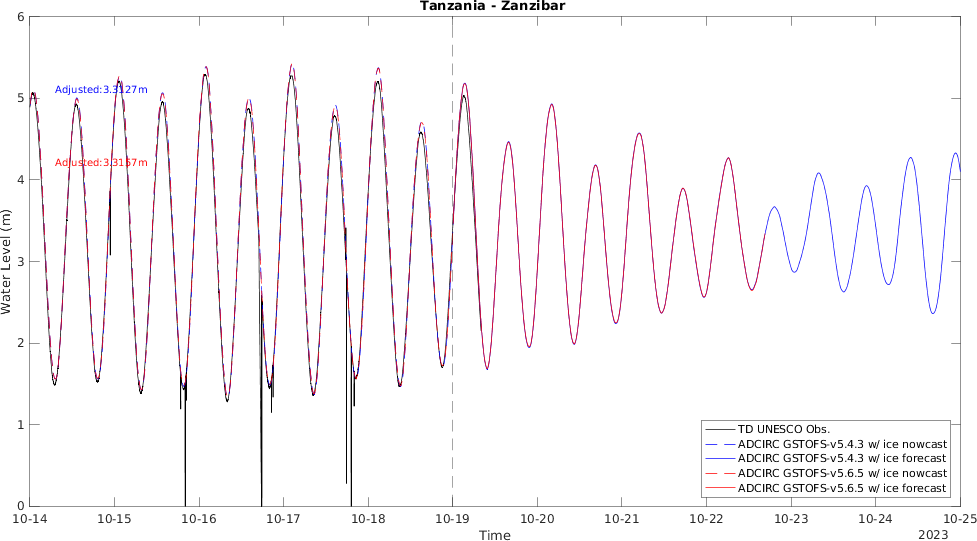 Tanzania - Zanzibar
6
5
4
3
2
1
0
Water Level (m)
Adjusted:3.3127m
Adjusted:3.3157m
TD UNESCO Obs.
ADCIRC GSTOFS-v5.4.3 w/ ice nowcast
ADCIRC GSTOFS-v5.4.3 w/ ice forecast
ADCIRC GSTOFS-v5.6.5 w/ ice nowcast
ADCIRC GSTOFS-v5.6.5 w/ ice forecast
10-14 10-15 10-16 10-17 10-18 10-19 10-20 10-21 10-22 10-23 10-24 10-25
Time
2023